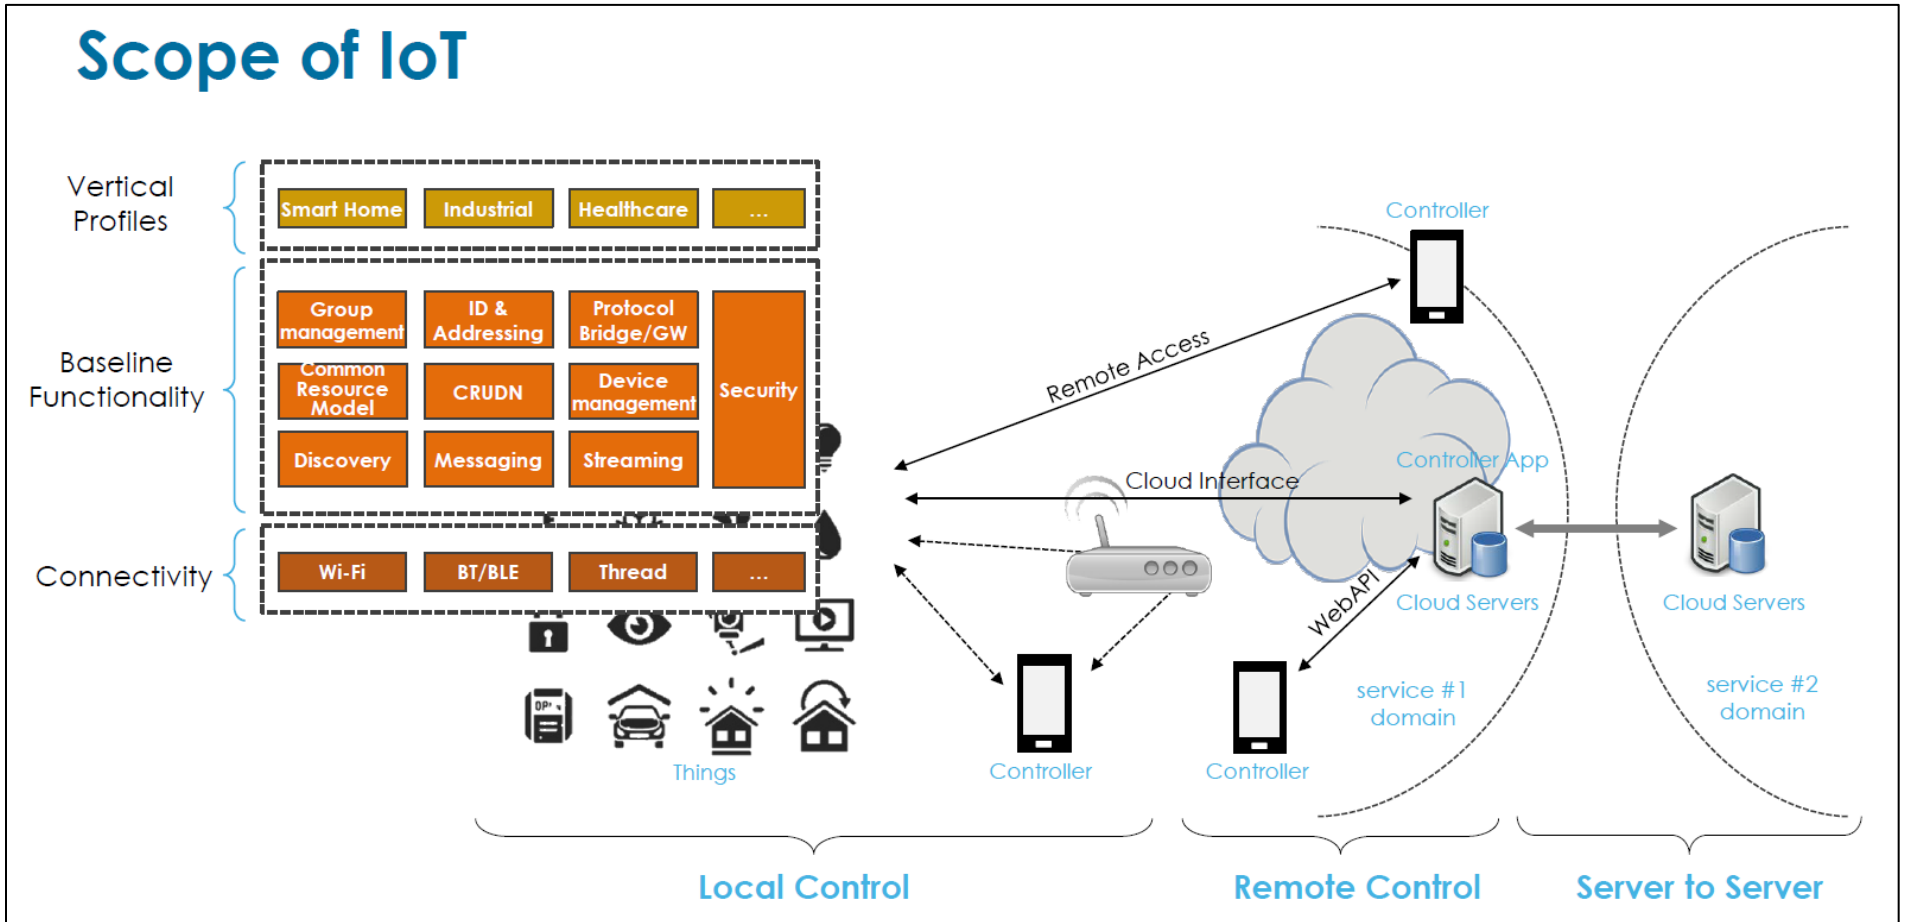 Scope of IoT
Vertical
Profiles
Smart Home
Industrial
Healthcare
...
Baseline
Functionality
Group
management
ID &
Addressing
Protocol
Bridge/GW
Security
Common
Resource
Model
CRUDN
Device
management
Discovery
Messaging
Streaming
Connectivity
Wi-Fi
BT/BLE
Thread
...
Things
Remote Access
Cloud Interface
WebAPI
Controller
Controller App
Cloud Servers
Cloud Servers
service #1
domain
service #2
domain
Controller
Controller
Local Control
Remote Control
Server to Server